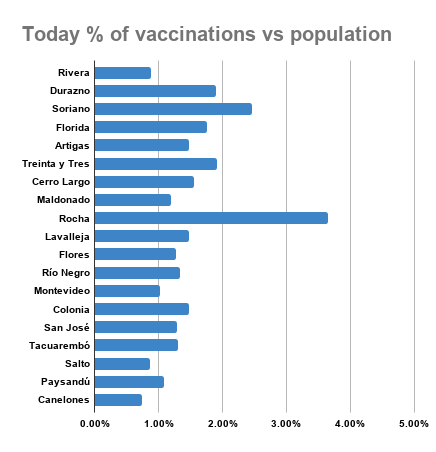 Today % of vaccinations vs population
Rivera
Durazno
Soriano
Florida
Artigas
Treinta y Tres
Cerro Largo
Maldonado
Rocha
Lavalleja
Flores
Río Negro
Montevideo
Colonia
San José
Tacuarembó
Salto
Paysandú
Canelones
0.00% 1.00% 2.00% 3.00% 4.00% 5.00%